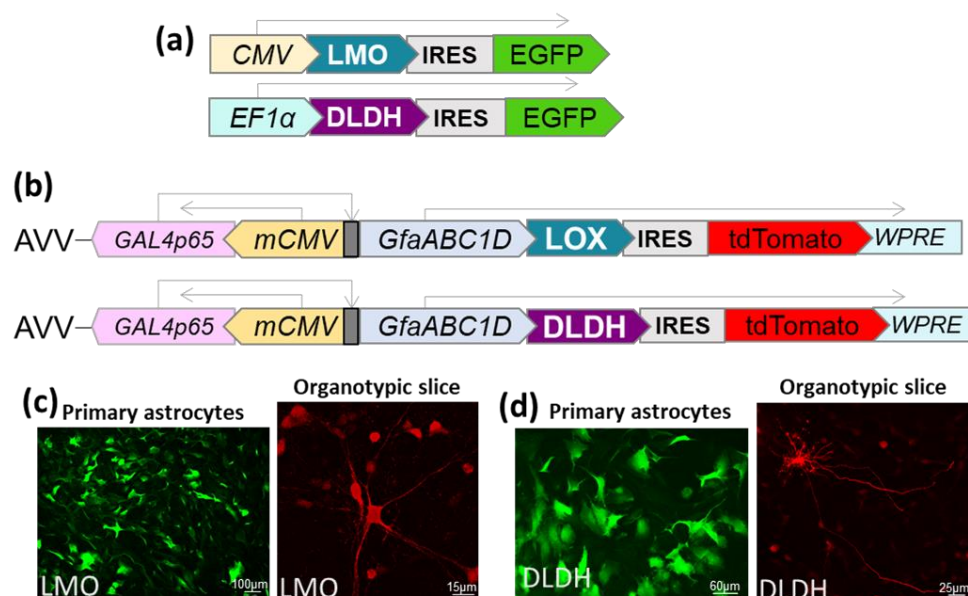 (a)
CMV LMO IRES EGFP
EF1α DLDH IRES EGFP
(b)
AVV GAL4p65 mCMV GfaABC1D LOX IRES tdTomato WPRE
AVV GAL4p65 mCMV GfaABC1D DLDH IRES tdTomato WPRE
(c) Primary astrocytes Organotypic slice (d) Primary astrocytes Organotypic slice
LMO 100µm LMO 15µm DLDH 60µm DLDH 25µm